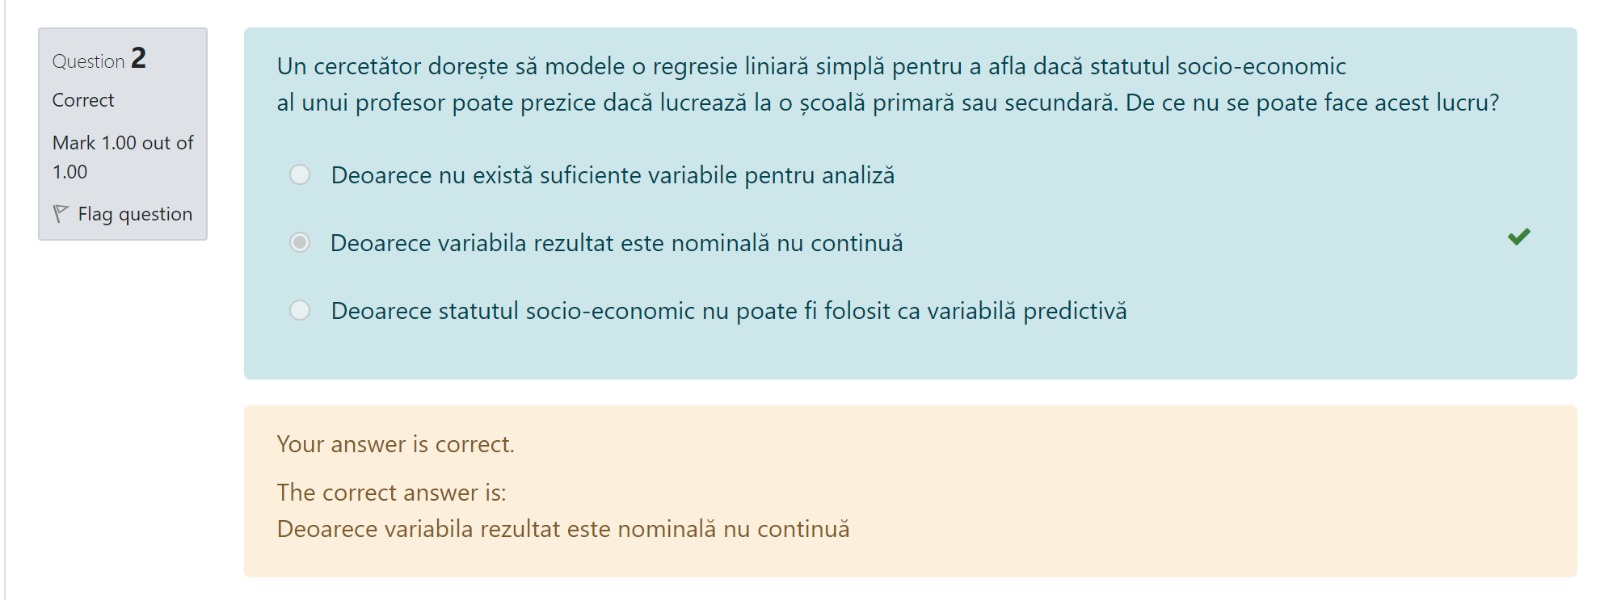 Question 2
Correct
Mark 1.00 out of
1.00
Flag question
Un cercetător dorește să modele o regresie liniară simplă pentru a afla dacă statutul socio-economic
al unui profesor poate prezice dacă lucrează la o școală primară sau secundară. De ce nu se poate face acest lucru?
Deoarece nu există suficiente variabile pentru analiză
Deoarece variabila rezultat este nominală nu continuă
Deoarece statutul socio-economic nu poate fi folosit ca variabilă predictivă
Your answer is correct.
The correct answer is:
Deoarece variabila rezultat este nominală nu continuă